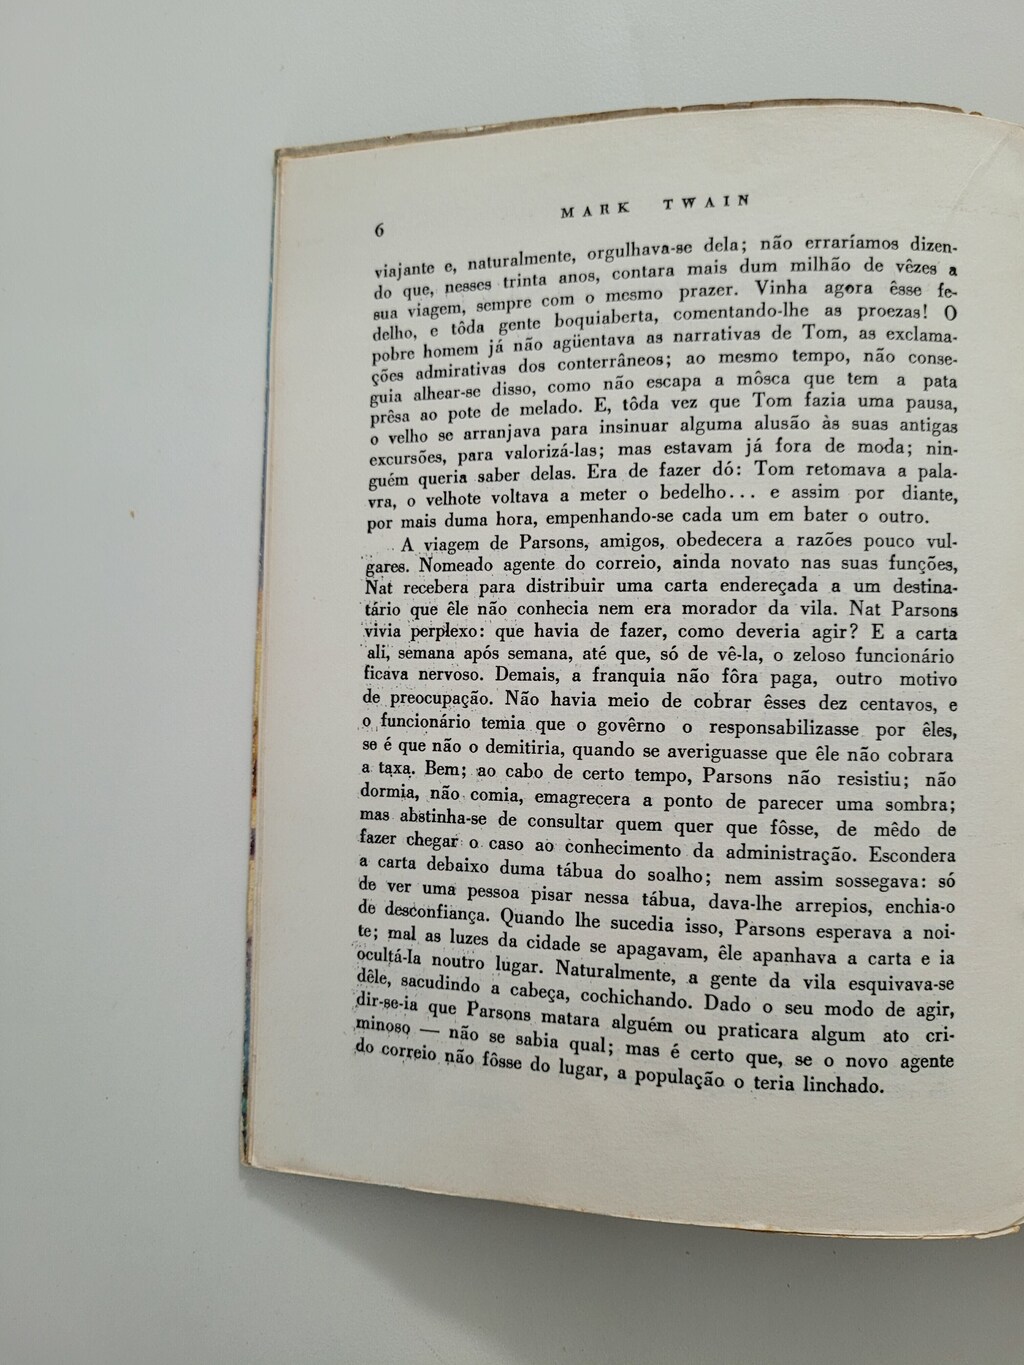 6
MARK TWAIN
viajante e, naturalmente, orgulhava-se dela; não erraríamos dizen-
do que, nesses trinta anos, contara mais dum milhão de vêzes a
sua viagem, sempre com o mesmo prazer. Vinha agora êsse fe-
delho, e tôda gente boquiaberta, comentando-lhe as proezas! O
pobre homem já não agüentava as narrativas de Tom, as exclama-
ções admirativas dos conterrâneos; ao mesmo tempo, não conse-
guia alhear-se disso, como não escapa a môsca que tem a pata
prêsa ao pote de melado. E, tôda vez que Tom fazia uma pausa,
o velho se arranjava para insinuar alguma alusão às suas antigas
excursões, para valorizá-las; mas estavam já fora de moda; nin-
guém queria saber delas. Era de fazer dó: Tom retomava a pala-
vra, o velhote voltava a meter o bedelho... e assim por diante,
por mais duma hora, empenhando-se cada um em bater o outro.
A viagem de Parsons, amigos, obedecera a razões pouco vul-
gares. Nomeado agente do correio, ainda novato nas suas funções,
Nat recebera para distribuir uma carta endereçada a um destina-
tário que êle não conhecia nem era morador da vila. Nat Parsons
vivia perplexo: que havia de fazer, como deveria agir? E a carta
ali, semana após semana, até que, só de vê-la, o zeloso funcionário
ficava nervoso. Demais, a franquia não fôra paga, outro motivo
de preocupação. Não havia meio de cobrar êsses dez centavos, e
o funcionário temia que o govêrno o responsabilizasse por êles,
se é que não o demitiria, quando se averiguasse que êle não cobrara
a taxa. Bem; ao cabo de certo tempo, Parsons não resistiu; não
dormia, não comia, emagrecera a ponto de parecer uma sombra;
mas abstinha-se de consultar quem quer que fôsse, de mêdo de
fazer chegar o caso ao conhecimento da administração. Escondera
a carta debaixo duma tábua do soalho; nem assim sossegava: só
de ver uma pessoa pisar nessa tábua, dava-lhe arrepios, enchia-o
de desconfiança. Quando lhe sucedia isso, Parsons esperava a noi-
te; mal as luzes da cidade se apagavam, êle apanhava a carta e ia
ocultá-la noutro lugar. Naturalmente, a gente da vila esquivava-se
dêle, sacudindo a cabeça, cochichando. Dado o seu modo de agir,
dir-se-ia que Parsons matara alguém ou praticara algum ato cri-
minoso — não se sabia qual; mas é certo que, se o novo agente
do correio não fôsse do lugar, a população o teria linchado.